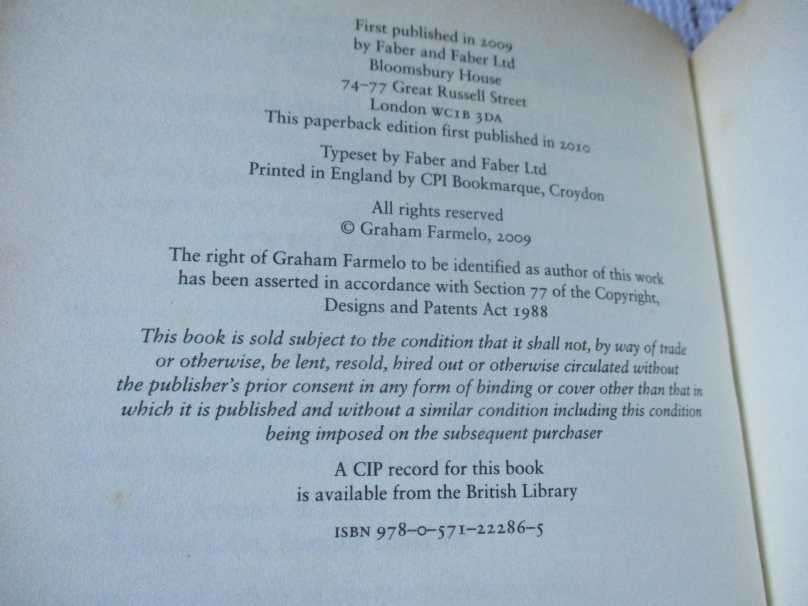 First published in 2009
by Faber and Faber Ltd
Bloomsbury House
74–77 Great Russell Street
London WC1B 3DA
This paperback edition first published in 2010
Typeset by Faber and Faber Ltd
Printed in England by CPI Bookmarque, Croydon
All rights reserved
© Graham Farmelo, 2009
The right of Graham Farmelo to be identified as author of this work
has been asserted in accordance with Section 77 of the Copyright,
Designs and Patents Act 1988
This book is sold subject to the condition that it shall not, by way of trade
or otherwise, be lent, resold, hired out or otherwise circulated without
the publisher's prior consent in any form of binding or cover other than that in
which it is published and without a similar condition including this condition
being imposed on the subsequent purchaser
A CIP record for this book
is available from the British Library
ISBN 978–0–571–22286–5